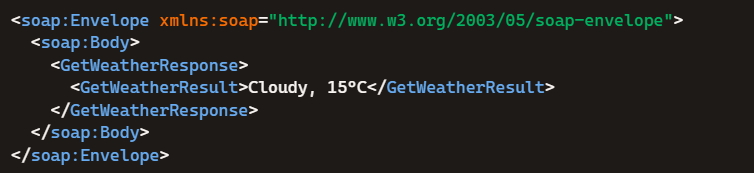 <soap:Envelope xmlns:soap="http://www.w3.org/2003/05/soap-envelope">
  <soap:Body>
    <GetWeatherResponse>
      <GetWeatherResult>Cloudy, 15°C</GetWeatherResult>
    </GetWeatherResponse>
  </soap:Body>
</soap:Envelope>